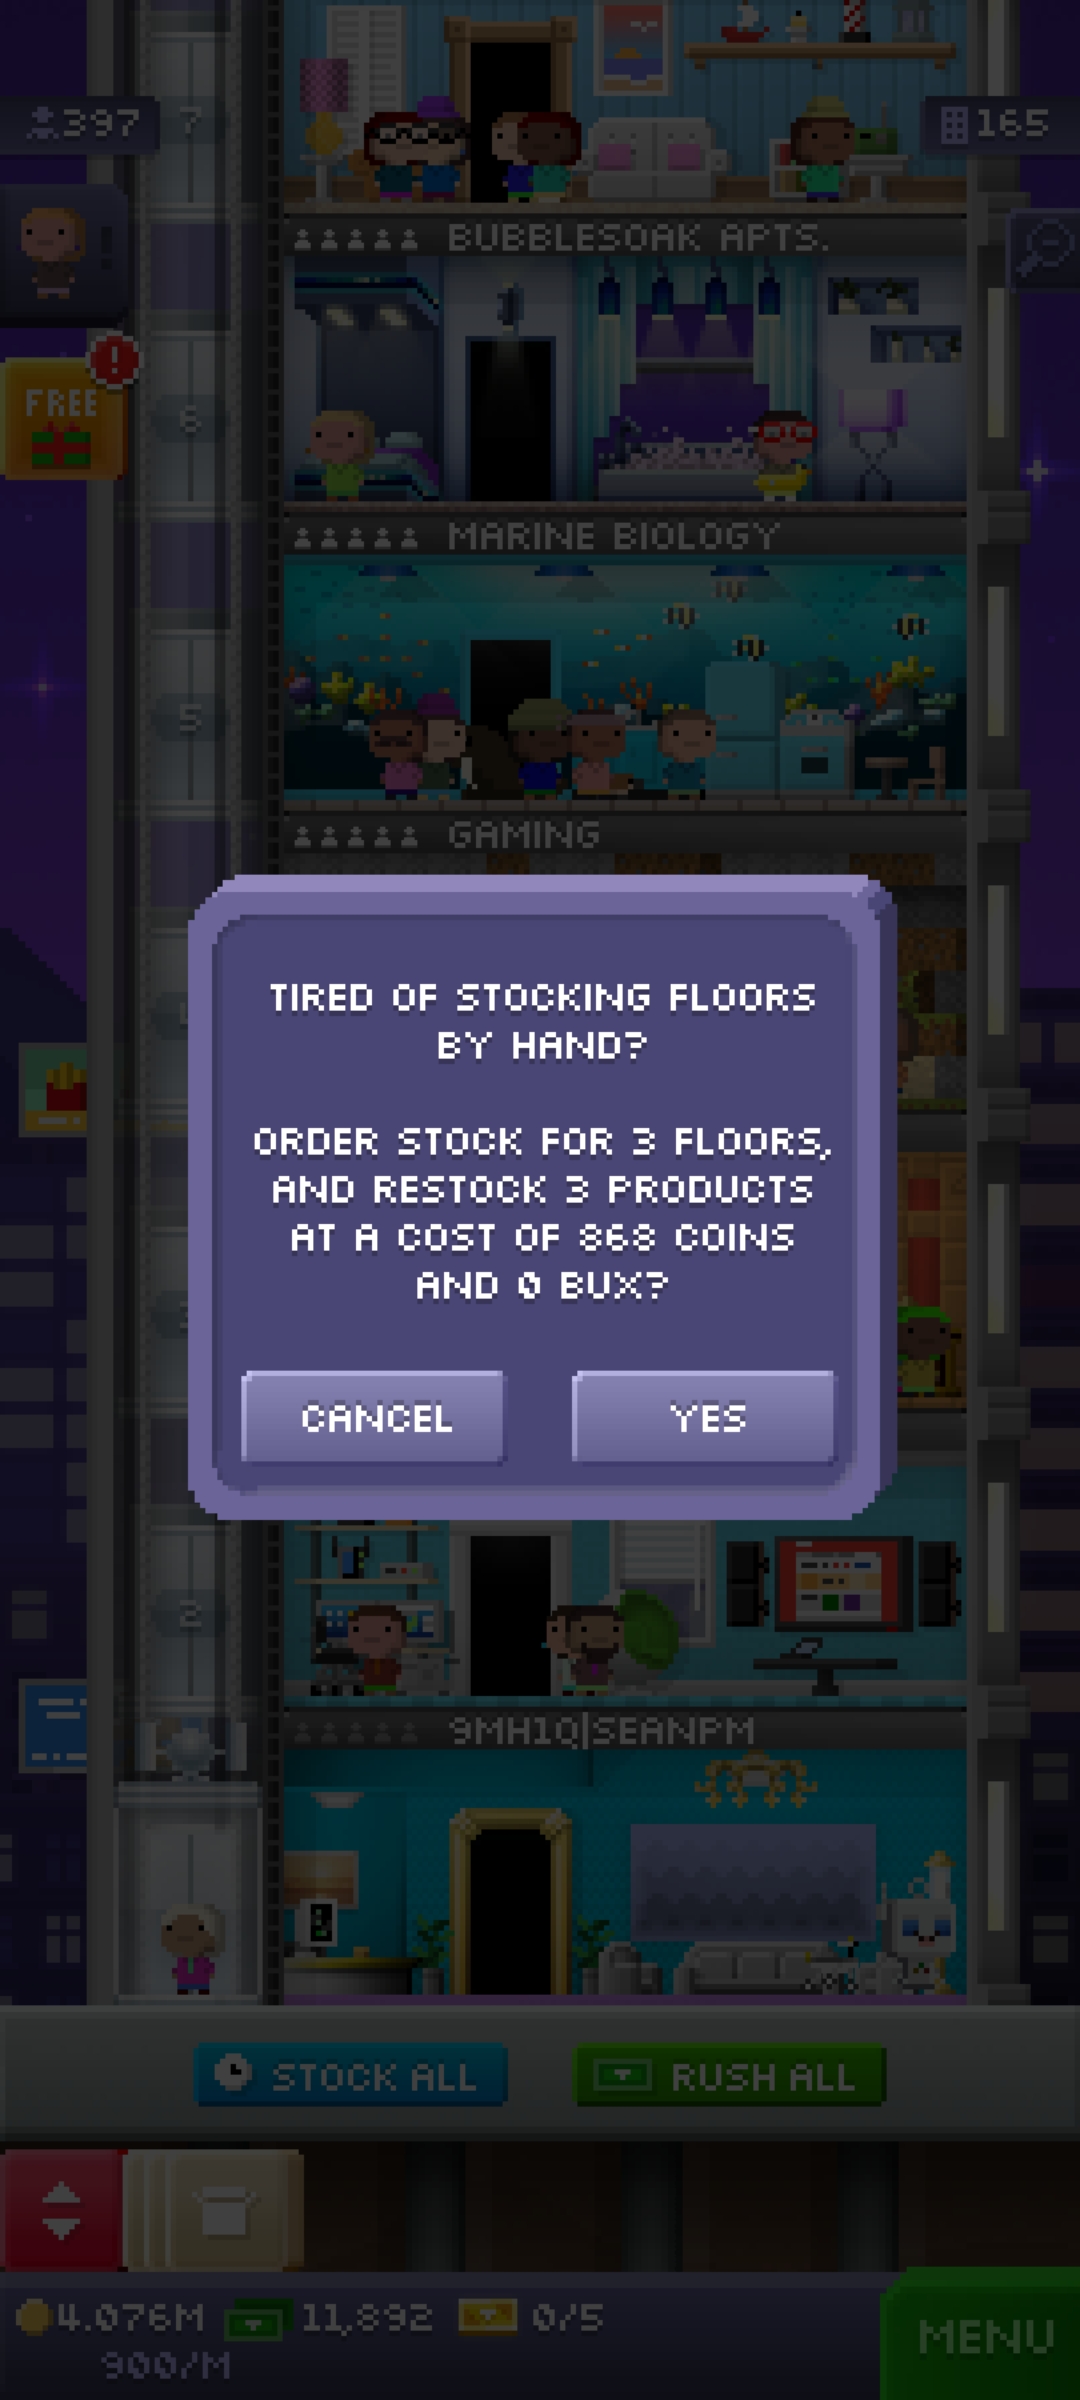 397
7
165
BUBBLESOAK APTS.
FREE
!
6
MARINE BIOLOGY
5
GAMING
TIRED OF STOCKING FLOORS
BY HAND?
ORDER STOCK FOR 3 FLOORS,
AND RESTOCK 3 PRODUCTS
AT A COST OF 868 COINS
AND 0 BUX?
CANCEL
YES
2
9MH1Q|SEANPM
STOCK ALL
RUSH ALL
4.076M
11,892
0/5
900/M
MENU